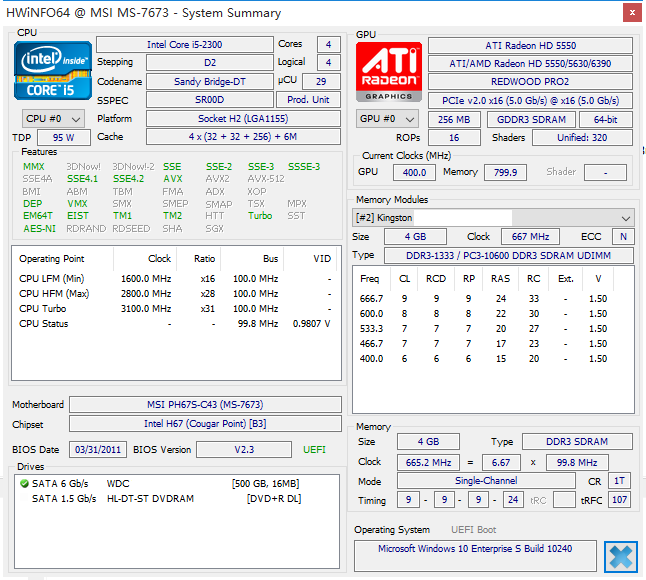 HWiNFO64 @ MSI MS-7673 - System Summary
CPU
intel inside™
CORE™ i5
Intel Core i5-2300
Cores 4
Stepping D2
Logical 4
Codename Sandy Bridge-DT
µCU 29
SSPEC SR00D
Prod. Unit
CPU #0
Platform Socket H2 (LGA1155)
TDP 95 W
Cache 4 x (32 + 32 + 256) + 6M
Features
MMX 3DNow! 3DNow!-2 SSE SSE-2 SSE-3 SSSE-3
SSE4A SSE4.1 SSE4.2 AVX AVX2 AVX-512
BMI ABM TBM FMA ADX XOP
DEP VMX SMX SMEP SMAP TSX MPX
EM64T EIST TM1 TM2 HTT Turbo SST
AES-NI RDRAND RDSEED SHA SGX
Operating Point Clock Ratio Bus VID
CPU LFM (Min) 1600.0 MHz x16 100.0 MHz -
CPU HFM (Max) 2800.0 MHz x28 100.0 MHz -
CPU Turbo 3100.0 MHz x31 100.0 MHz -
CPU Status - - 99.8 MHz 0.9807 V
Motherboard MSI PH67S-C43 (MS-7673)
Chipset Intel H67 (Cougar Point) [B3]
BIOS Date 03/31/2011 BIOS Version V2.3 UEFI
Drives
SATA 6 Gb/s WDC [500 GB, 16MB]
SATA 1.5 Gb/s HL-DT-ST DVDRAM [DVD+R DL]
GPU
ATI
RADEON
GRAPHICS
ATI Radeon HD 5550
ATI/AMD Radeon HD 5550/5630/6390
REDWOOD PRO2
PCIe v2.0 x16 (5.0 Gb/s) @ x16 (5.0 Gb/s)
GPU #0 256 MB GDDR3 SDRAM 64-bit
ROPs 16 Shaders Unified: 320
Current Clocks (MHz)
GPU 400.0 Memory 799.9 Shader -
Memory Modules
[#2] Kingston
Size 4 GB Clock 667 MHz ECC N
Type DDR3-1333 / PC3-10600 DDR3 SDRAM UDIMM
Freq CL RCD RP RAS RC Ext. V
666.7 9 9 9 24 33 - 1.50
600.0 8 8 8 22 30 - 1.50
533.3 7 7 7 20 27 - 1.50
466.7 7 7 7 17 23 - 1.50
400.0 6 6 6 15 20 - 1.50
Memory
Size 4 GB Type DDR3 SDRAM
Clock 665.2 MHz = 6.67 x 99.8 MHz
Mode Single-Channel CR 1T
Timing 9 - 9 - 9 - 24 tRC tRFC 107
Operating System UEFI Boot
Microsoft Windows 10 Enterprise S Build 10240